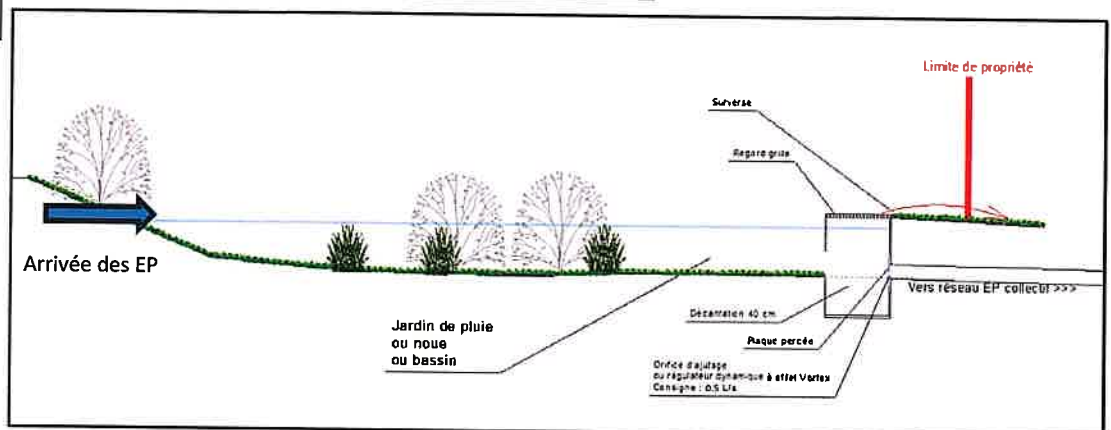 Limite de propriété
Surverse
Regard grille
Arrivée des EP
Vers réseau EP collectif >>>
Décantation 40 cm
Jardin de pluie
ou noue
ou bassin
Plaque percée
Orifice d'ajutage
ou régulateur dynamique à effet Vortex
Consigne : 0,5 L/s